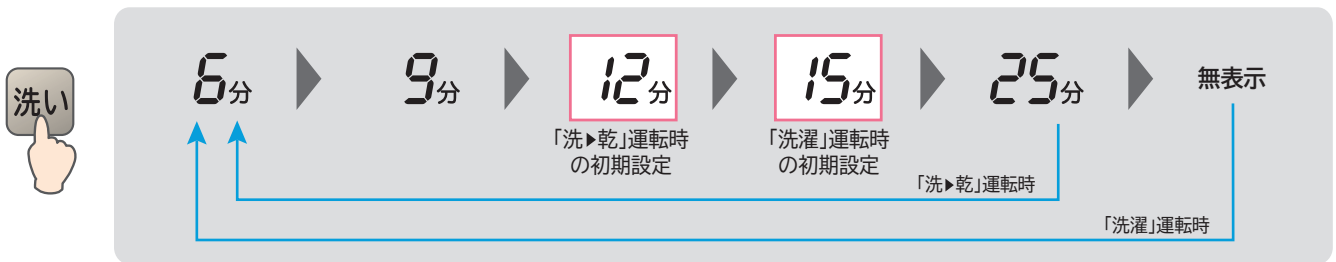 洗い
6分
9分
12分
15分
25分
無表示
「洗▶乾」運転時
の初期設定
「洗濯」運転時
の初期設定
「洗▶乾」運転時
「洗濯」運転時